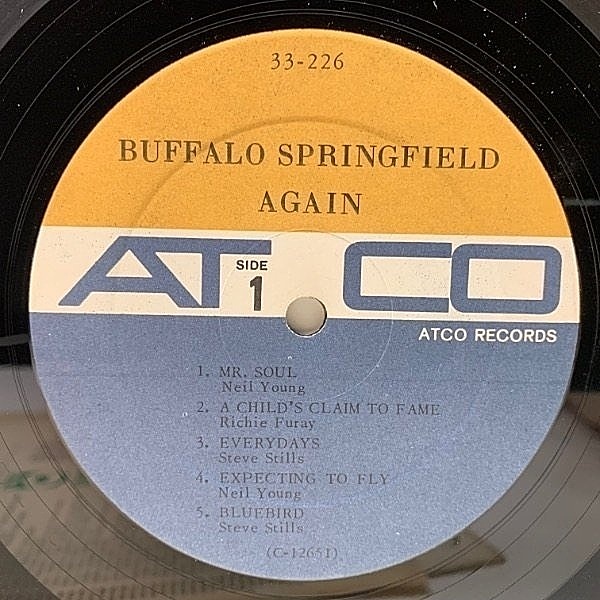 33-226
BUFFALO SPRINGFIELD
AGAIN
ATCO
SIDE
1
ATCO RECORDS
1. MR. SOUL
Neil Young
2. A CHILD'S CLAIM TO FAME
Richie Furay
3. EVERYDAYS
Steve Stills
4. EXPECTING TO FLY
Neil Young
5. BLUEBIRD
Steve Stills
(C-12651)